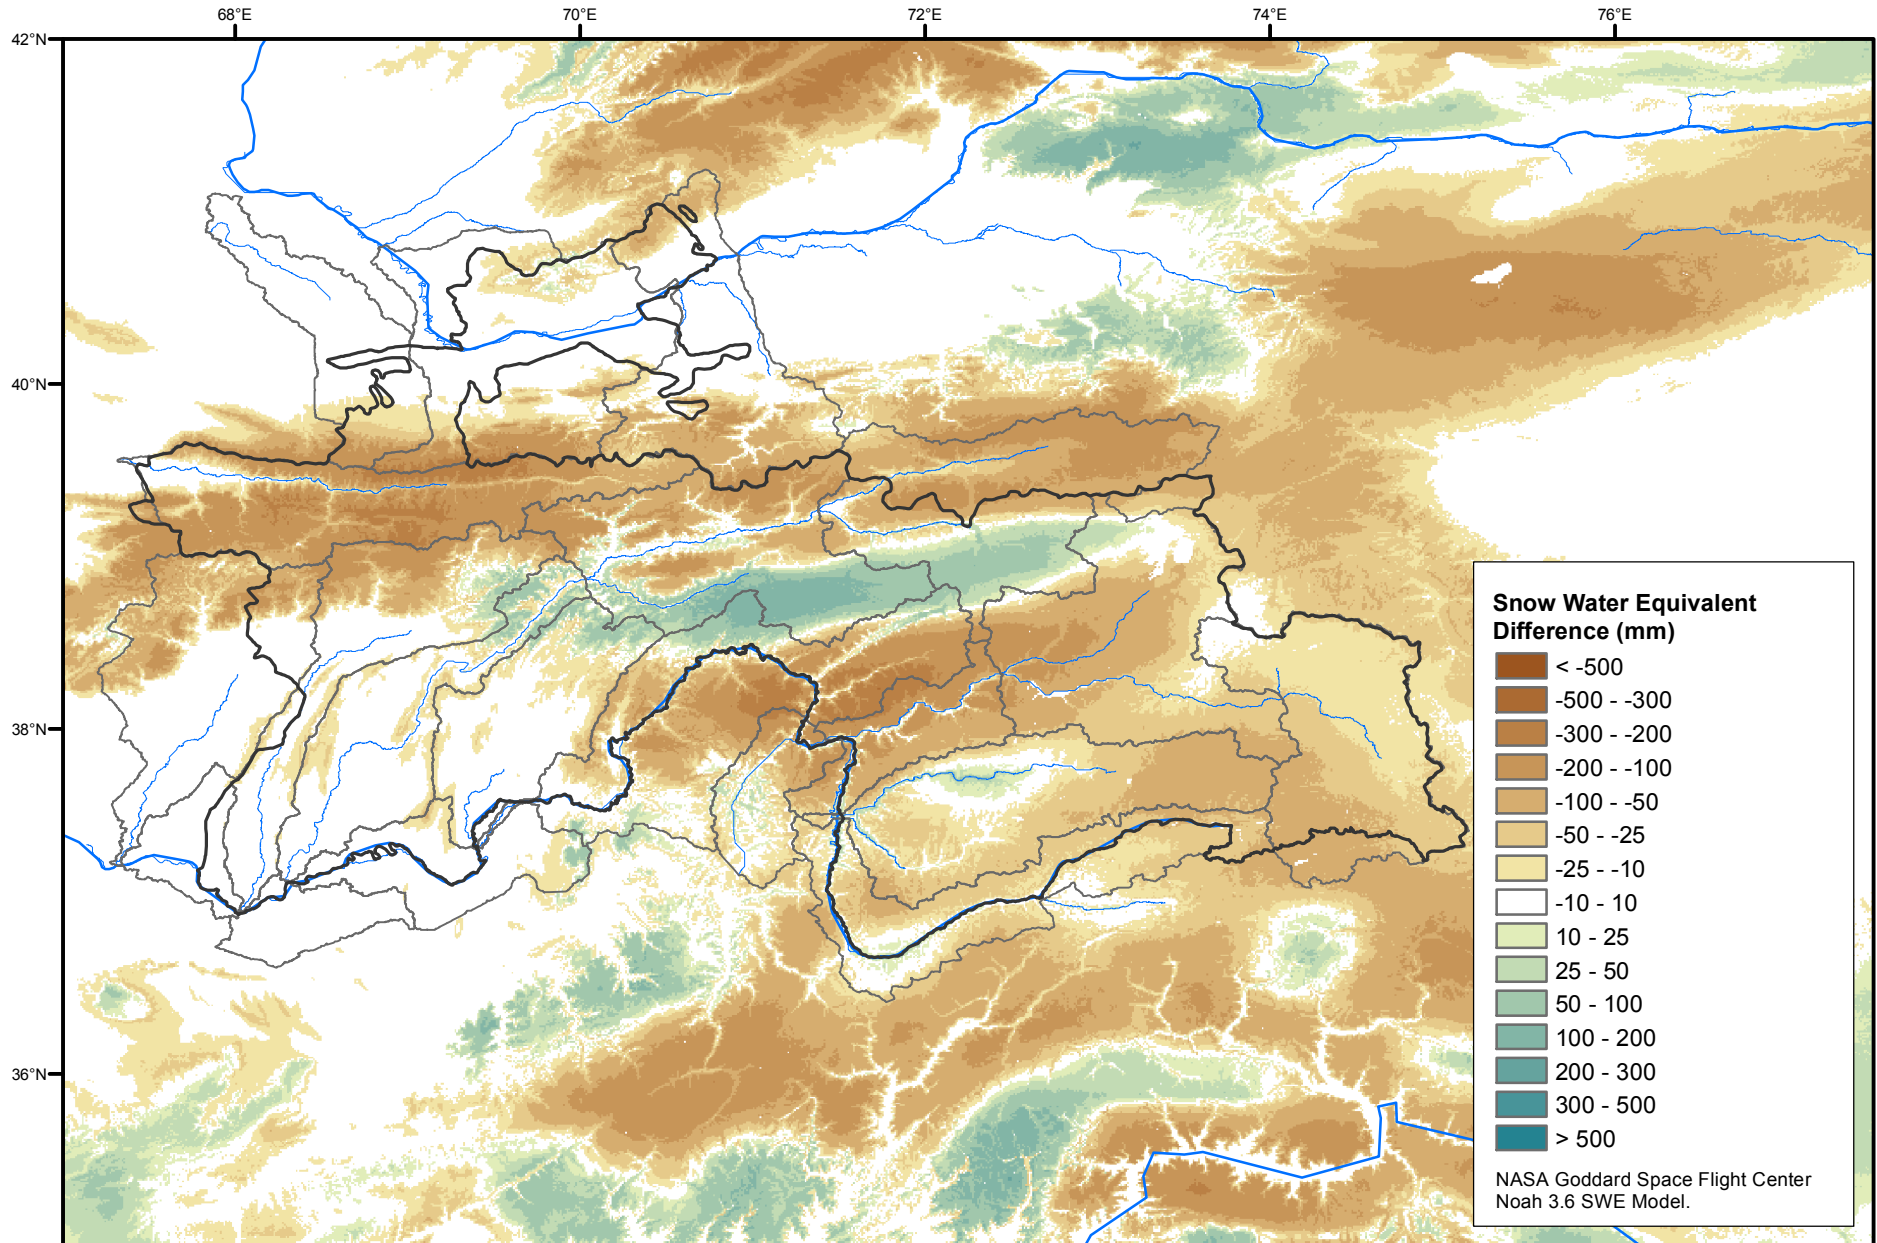 68°E
70°E
72°E
74°E
76°E
42°N
40°N
38°N
36°N
Snow Water Equivalent
Difference (mm)
< -500
-500 - -300
-300 - -200
-200 - -100
-100 - -50
-50 - -25
-25 - -10
-10 - 10
10 - 25
25 - 50
50 - 100
100 - 200
200 - 300
300 - 500
> 500
NASA Goddard Space Flight Center
Noah 3.6 SWE Model.